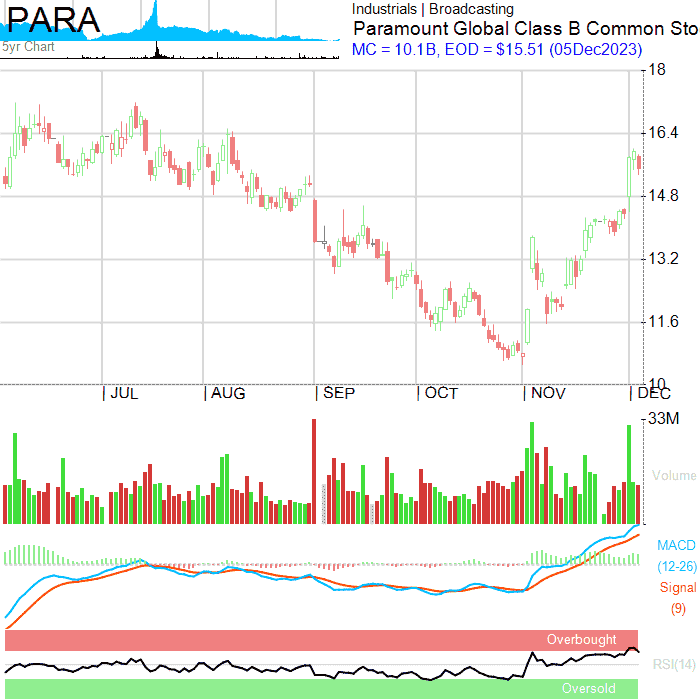 PARA
5yr Chart
Industrials | Broadcasting
Paramount Global Class B Common Sto
MC = 10.1B, EOD = $15.51 (05Dec2023)
18
16.4
14.8
13.2
11.6
10
| JUL | AUG | SEP | OCT | NOV | DEC
33M
Volume
MACD
(12-26)
Signal
(9)
Overbought
RSI(14)
Oversold